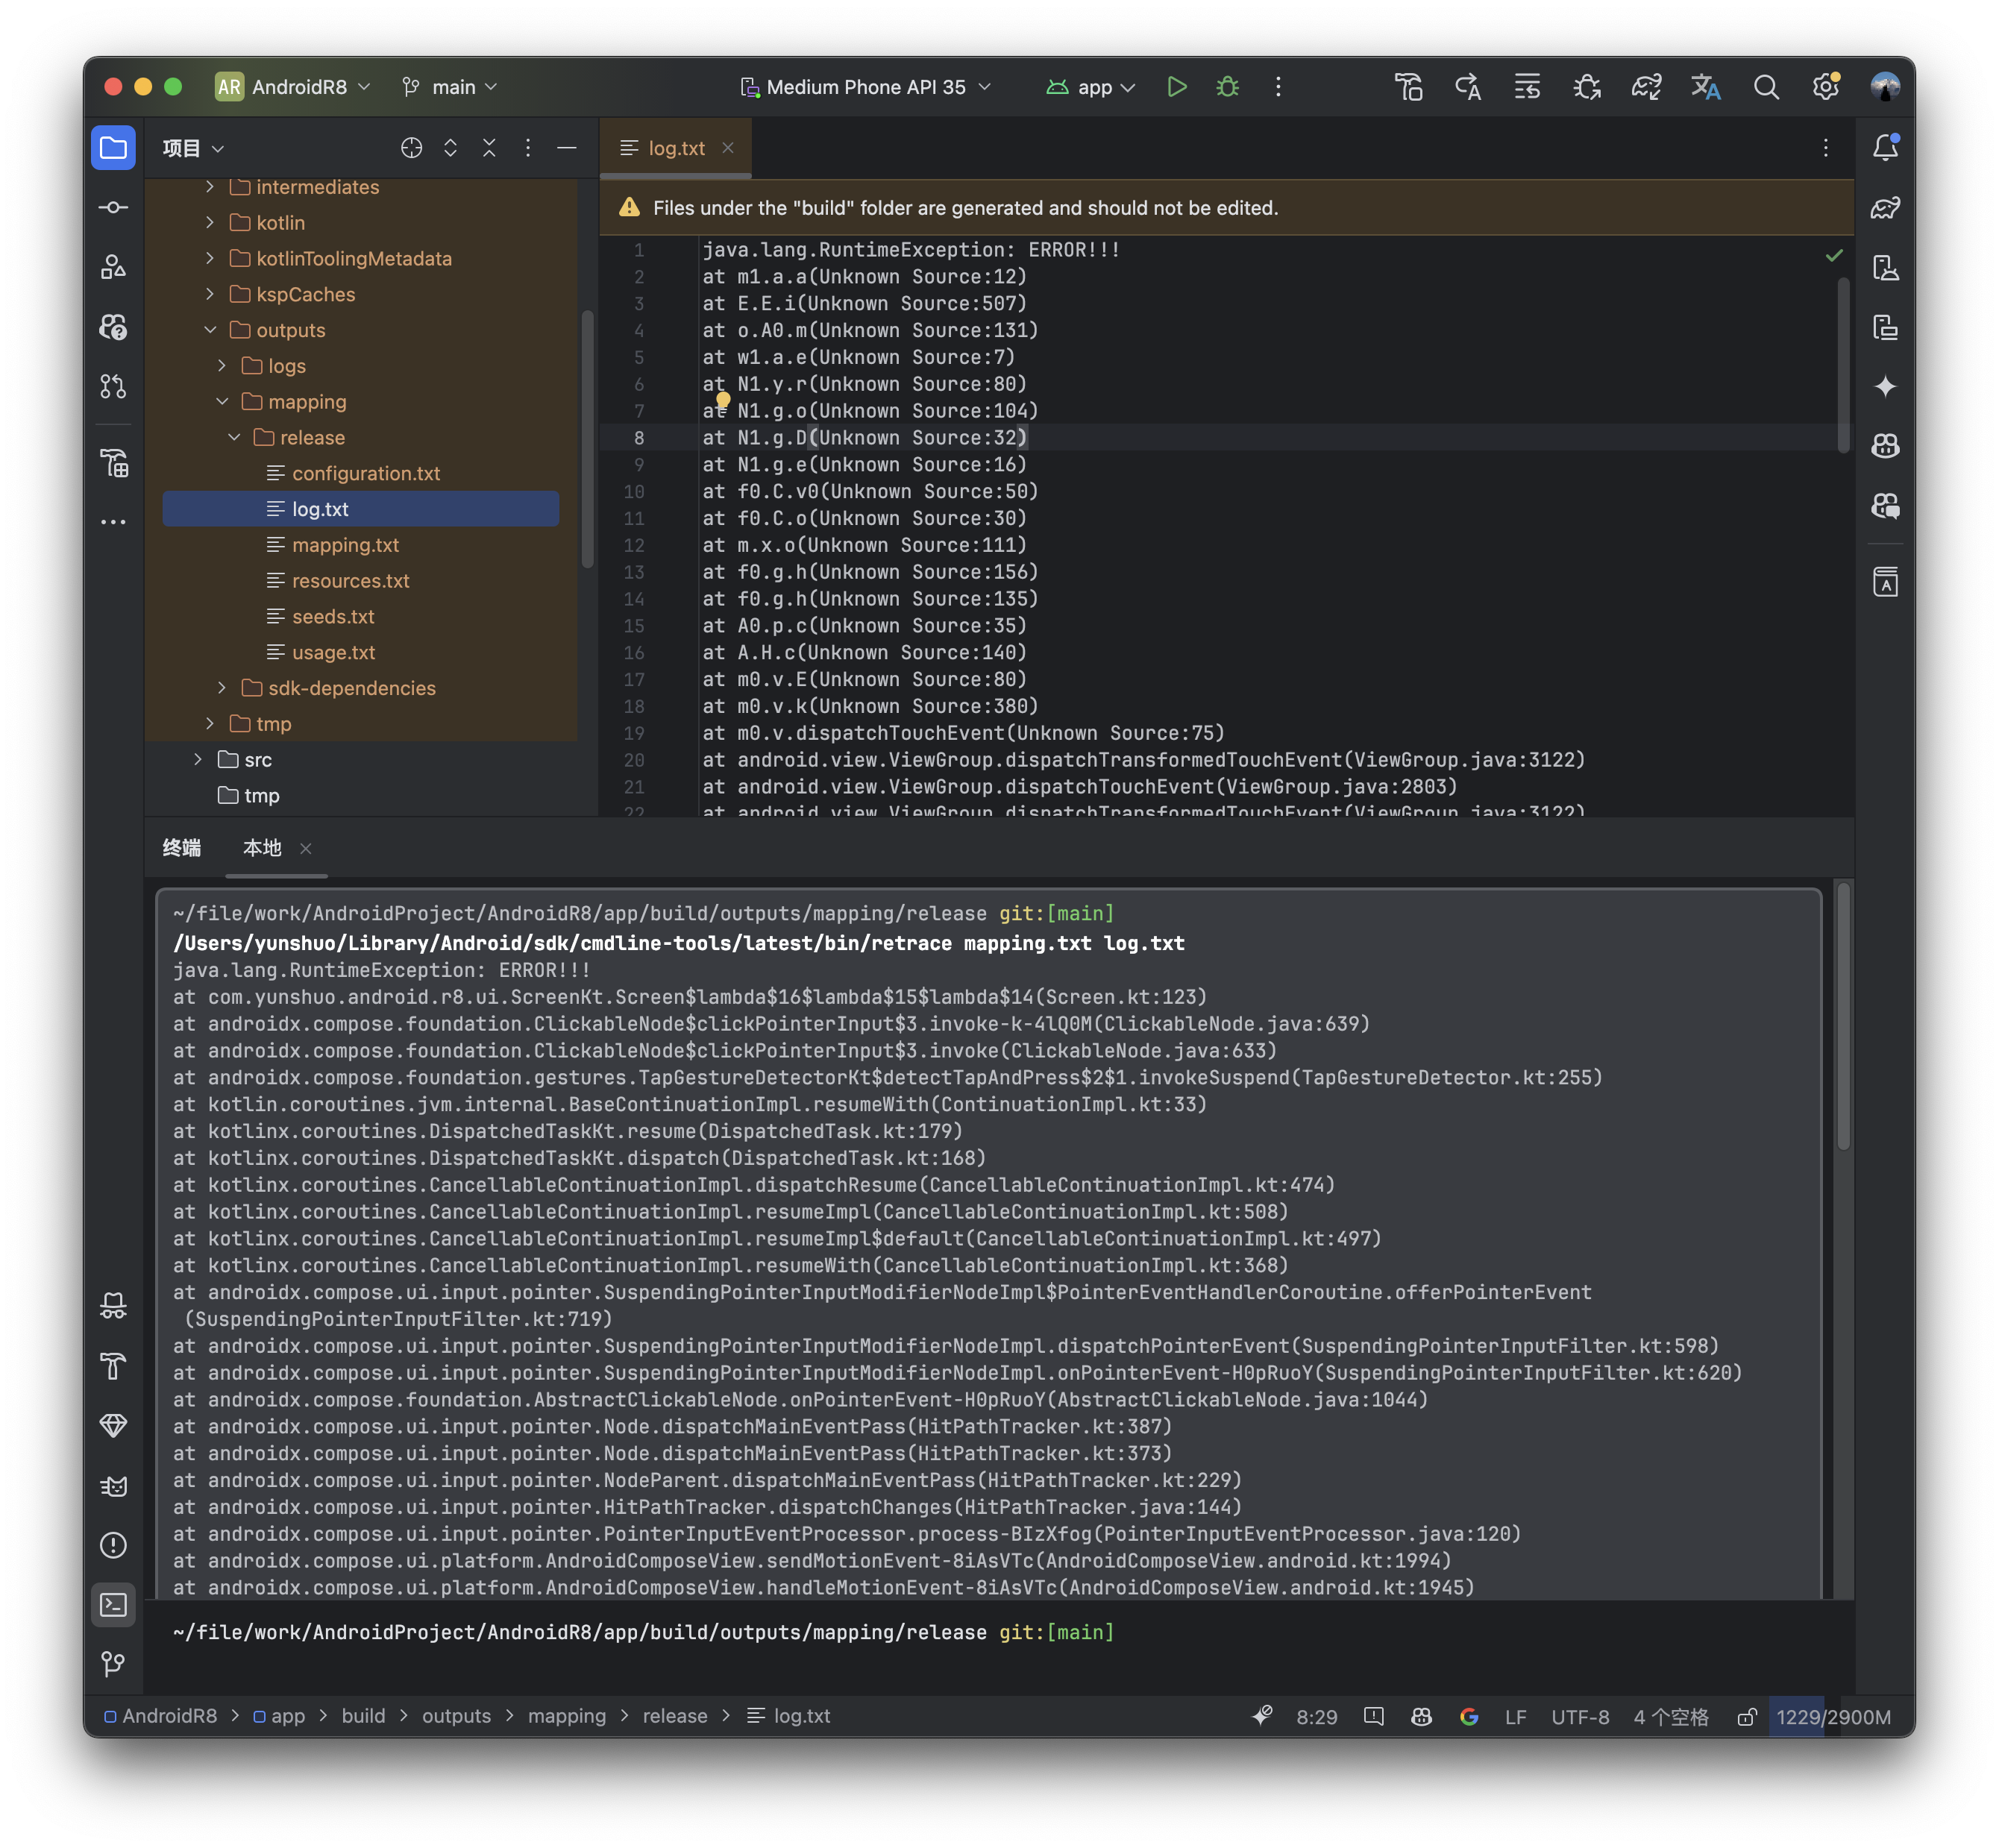 AR AndroidR8 main Medium Phone API 35 app
项目
intermediates
kotlin
kotlinToolingMetadata
kspCaches
outputs
logs
mapping
release
configuration.txt
log.txt
mapping.txt
resources.txt
seeds.txt
usage.txt
sdk-dependencies
tmp
src
tmp
log.txt
Files under the "build" folder are generated and should not be edited.
1 java.lang.RuntimeException: ERROR!!!
2 at m1.a.a(Unknown Source:12)
3 at E.E.i(Unknown Source:507)
4 at o.A0.m(Unknown Source:131)
5 at w1.a.e(Unknown Source:7)
6 at N1.y.r(Unknown Source:80)
7 at N1.g.o(Unknown Source:104)
8 at N1.g.D(Unknown Source:32)
9 at N1.g.e(Unknown Source:16)
10 at f0.C.v0(Unknown Source:50)
11 at f0.C.o(Unknown Source:30)
12 at m.x.o(Unknown Source:111)
13 at f0.g.h(Unknown Source:156)
14 at f0.g.h(Unknown Source:135)
15 at A0.p.c(Unknown Source:35)
16 at A.H.c(Unknown Source:140)
17 at m0.v.E(Unknown Source:80)
18 at m0.v.k(Unknown Source:380)
19 at m0.v.dispatchTouchEvent(Unknown Source:75)
20 at android.view.ViewGroup.dispatchTransformedTouchEvent(ViewGroup.java:3122)
21 at android.view.ViewGroup.dispatchTouchEvent(ViewGroup.java:2803)
22 at android.view.ViewGroup.dispatchTransformedTouchEvent(ViewGroup.java:3122)
终端 本地
~/file/work/AndroidProject/AndroidR8/app/build/outputs/mapping/release git:[main]
/Users/yunshuo/Library/Android/sdk/cmdline-tools/latest/bin/retrace mapping.txt log.txt
java.lang.RuntimeException: ERROR!!!
at com.yunshuo.android.r8.ui.ScreenKt.Screen$lambda$16$lambda$15$lambda$14(Screen.kt:123)
at androidx.compose.foundation.ClickableNode$clickPointerInput$3.invoke-k-4lQ0M(ClickableNode.java:639)
at androidx.compose.foundation.ClickableNode$clickPointerInput$3.invoke(ClickableNode.java:633)
at androidx.compose.foundation.gestures.TapGestureDetectorKt$detectTapAndPress$2$1.invokeSuspend(TapGestureDetector.kt:255)
at kotlin.coroutines.jvm.internal.BaseContinuationImpl.resumeWith(ContinuationImpl.kt:33)
at kotlinx.coroutines.DispatchedTaskKt.resume(DispatchedTask.kt:179)
at kotlinx.coroutines.DispatchedTaskKt.dispatch(DispatchedTask.kt:168)
at kotlinx.coroutines.CancellableContinuationImpl.dispatchResume(CancellableContinuationImpl.kt:474)
at kotlinx.coroutines.CancellableContinuationImpl.resumeImpl(CancellableContinuationImpl.kt:508)
at kotlinx.coroutines.CancellableContinuationImpl.resumeImpl$default(CancellableContinuationImpl.kt:497)
at kotlinx.coroutines.CancellableContinuationImpl.resumeWith(CancellableContinuationImpl.kt:368)
at androidx.compose.ui.input.pointer.SuspendingPointerInputModifierNodeImpl$PointerEventHandlerCoroutine.offerPointerEvent
(SuspendingPointerInputFilter.kt:719)
at androidx.compose.ui.input.pointer.SuspendingPointerInputModifierNodeImpl.dispatchPointerEvent(SuspendingPointerInputFilter.kt:598)
at androidx.compose.ui.input.pointer.SuspendingPointerInputModifierNodeImpl.onPointerEvent-H0pRuoY(SuspendingPointerInputFilter.kt:620)
at androidx.compose.foundation.AbstractClickableNode.onPointerEvent-H0pRuoY(AbstractClickableNode.java:1044)
at androidx.compose.ui.input.pointer.Node.dispatchMainEventPass(HitPathTracker.kt:387)
at androidx.compose.ui.input.pointer.Node.dispatchMainEventPass(HitPathTracker.kt:373)
at androidx.compose.ui.input.pointer.NodeParent.dispatchMainEventPass(HitPathTracker.kt:229)
at androidx.compose.ui.input.pointer.HitPathTracker.dispatchChanges(HitPathTracker.java:144)
at androidx.compose.ui.input.pointer.PointerInputEventProcessor.process-BIzXfog(PointerInputEventProcessor.java:120)
at androidx.compose.ui.platform.AndroidComposeView.sendMotionEvent-8iAsVTc(AndroidComposeView.android.kt:1994)
at androidx.compose.ui.platform.AndroidComposeView.handleMotionEvent-8iAsVTc(AndroidComposeView.android.kt:1945)
~/file/work/AndroidProject/AndroidR8/app/build/outputs/mapping/release git:[main]
AndroidR8 > app > build > outputs > mapping > release > log.txt 8:29 LF UTF-8 4 个空格 1229/2900M